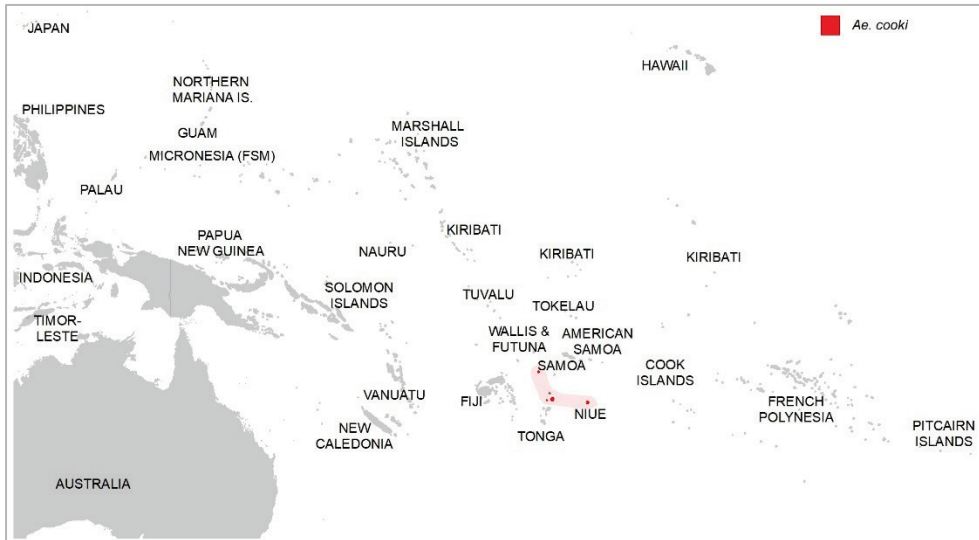 JAPAN
Ae. cooki
HAWAII
NORTHERN
MARIANA IS.
PHILIPPINES
GUAM
MARSHALL
ISLANDS
MICRONESIA (FSM)
PALAU
KIRIBATI
PAPUA
NEW GUINEA
NAURU
KIRIBATI
KIRIBATI
INDONESIA
SOLOMON
ISLANDS
TUVALU
TOKELAU
TIMOR-
LESTE
WALLIS &
FUTUNA
AMERICAN
SAMOA
SAMOA
COOK
ISLANDS
VANUATU
FIJI
NIUE
FRENCH
POLYNESIA
NEW
CALEDONIA
TONGA
PITCAIRN
ISLANDS
AUSTRALIA